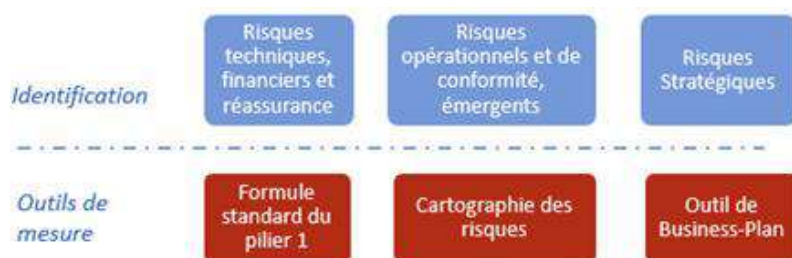 Identification
Risques
techniques,
financiers et
réassurance
Risques
opérationnels et de
conformité,
émergents
Risques
Stratégiques
Outils de
mesure
Formule
standard du
pilier 1
Cartographie des
risques
Outil de
Business-Plan